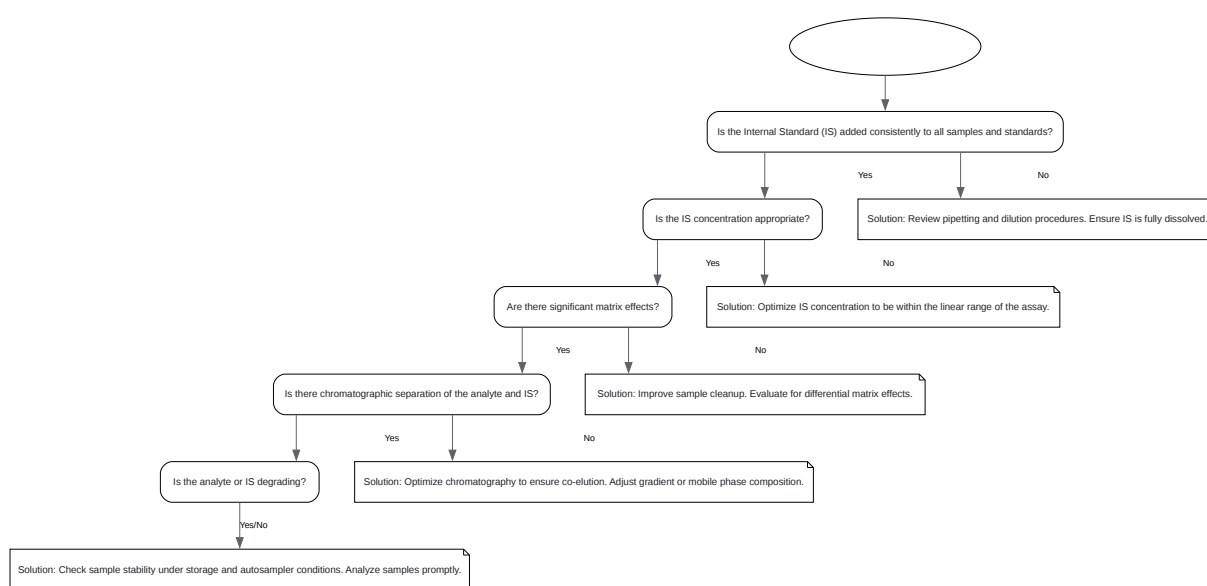 Is the Internal Standard (IS) added consistently to all samples and standards?
Yes
No
Is the IS concentration appropriate?
Solution: Review pipetting and dilution procedures. Ensure IS is fully dissolved.
Yes
No
Are there significant matrix effects?
Solution: Optimize IS concentration to be within the linear range of the assay.
Yes
No
Is there chromatographic separation of the analyte and IS?
Solution: Improve sample cleanup. Evaluate for differential matrix effects.
Yes
No
Is the analyte or IS degrading?
Solution: Optimize chromatography to ensure co-elution. Adjust gradient or mobile phase composition.
Yes/No
Solution: Check sample stability under storage and autosampler conditions. Analyze samples promptly.